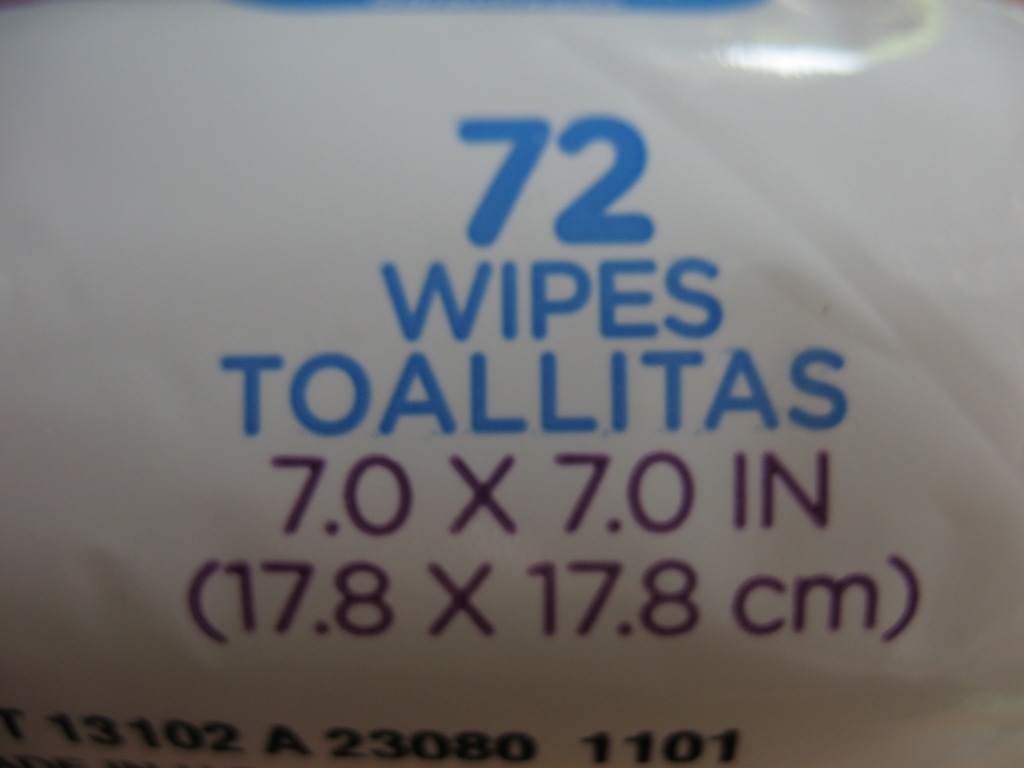 72
WIPES
TOALLITAS
7.0 X 7.0 IN
(17.8 X 17.8 cm)
T 13102 A 23080 1101